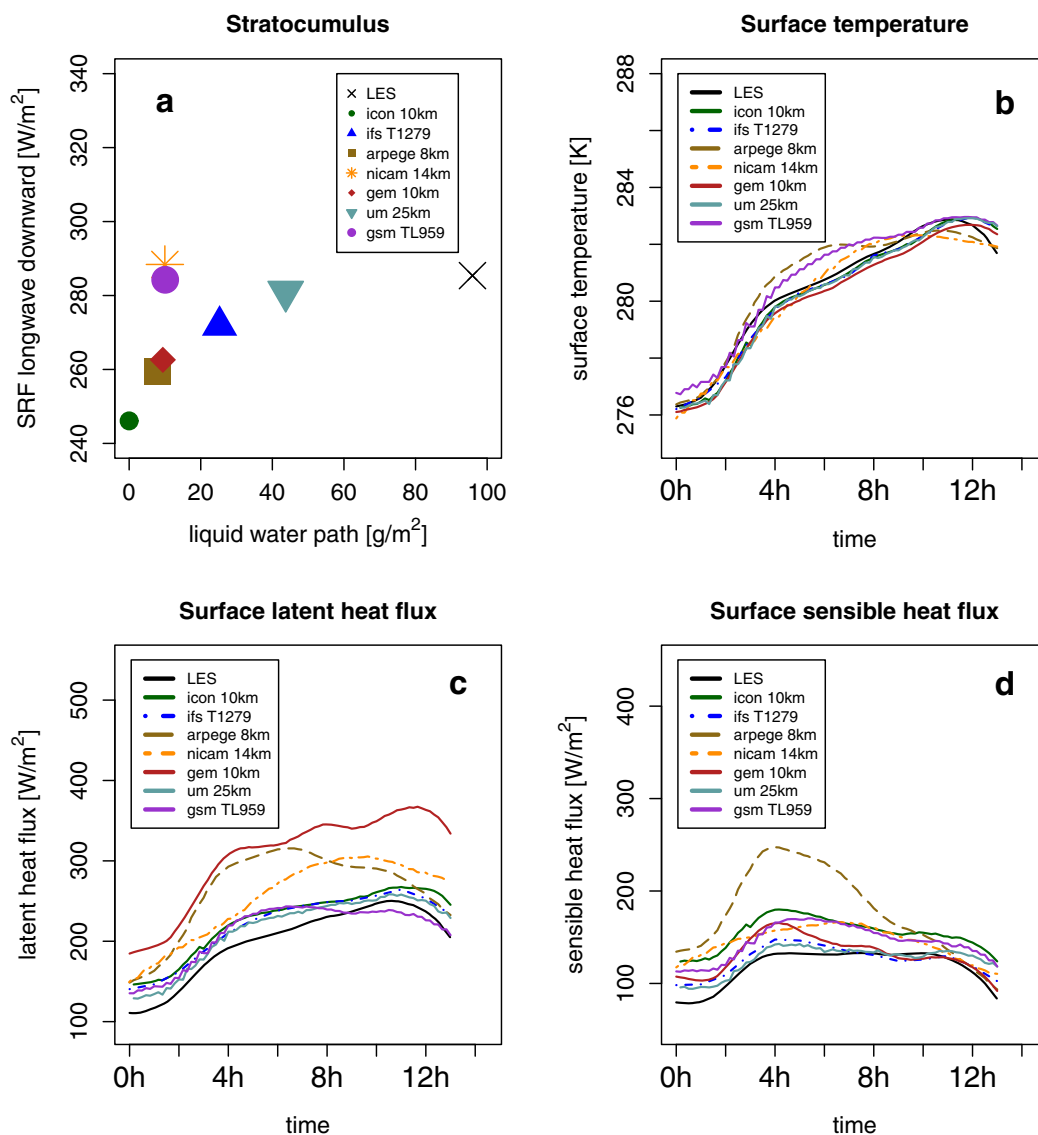 Stratocumulus
a
SRF longwave downward [W/m²]
340
320
300
280
260
240
0 20 40 60 80 100
liquid water path [g/m²]
LES
icon 10km
ifs T1279
arpege 8km
nicam 14km
gem 10km
um 25km
gsm TL959
Surface temperature
b
surface temperature [K]
288
284
280
276
0h 4h 8h 12h
time
LES
icon 10km
ifs T1279
arpege 8km
nicam 14km
gem 10km
um 25km
gsm TL959
Surface latent heat flux
c
latent heat flux [W/m²]
500
400
300
200
100
0h 4h 8h 12h
time
LES
icon 10km
ifs T1279
arpege 8km
nicam 14km
gem 10km
um 25km
gsm TL959
Surface sensible heat flux
d
sensible heat flux [W/m²]
400
300
200
100
0h 4h 8h 12h
time
LES
icon 10km
ifs T1279
arpege 8km
nicam 14km
gem 10km
um 25km
gsm TL959